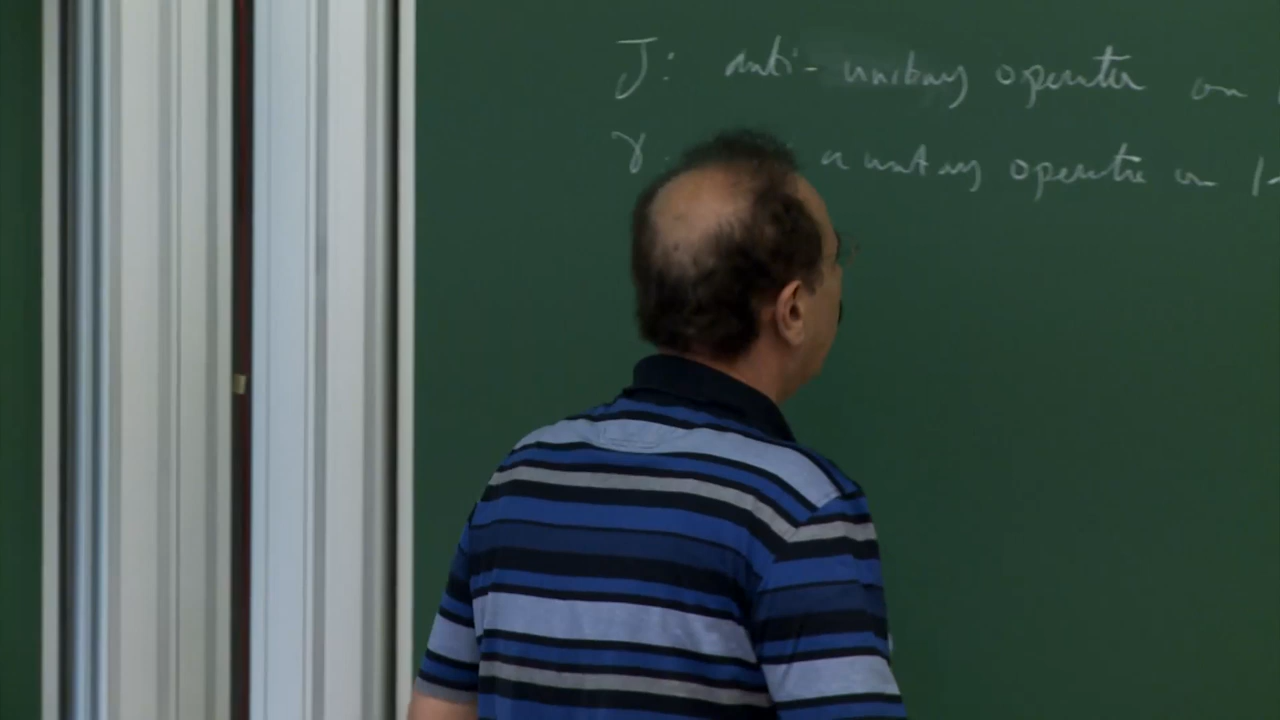 J: anti-unitary operator on
γ a unitary operator on H